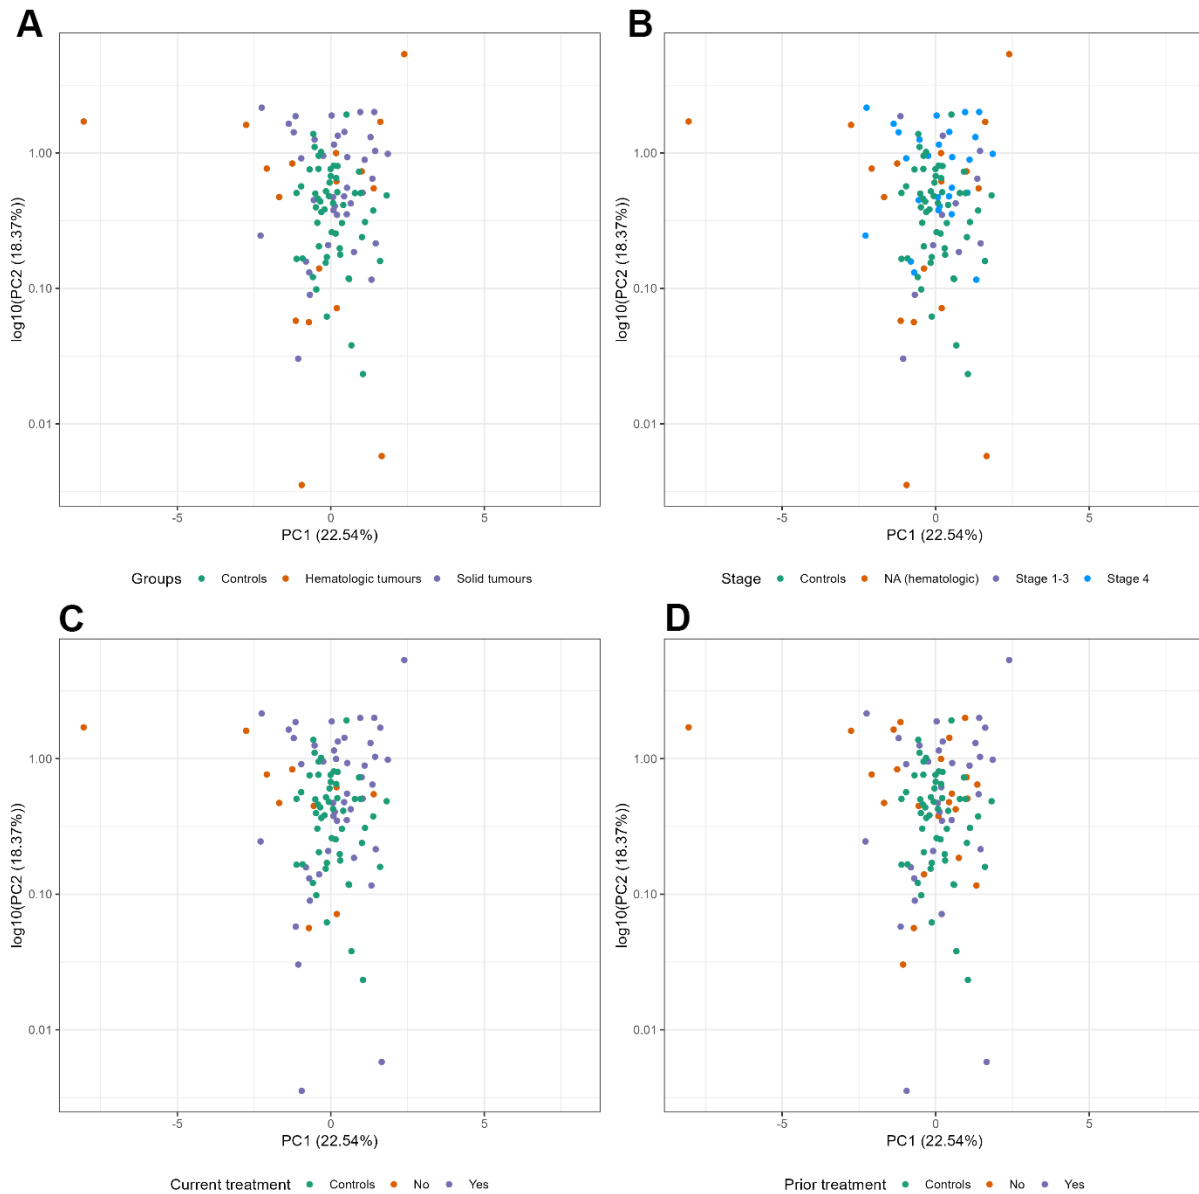 A
B
1.00
0.10
0.01
log10(PC2 (18.37%))
-5
0
5
PC1 (22.54%)
Groups Controls Hematologic tumours Solid tumours
1.00
0.10
0.01
log10(PC2 (18.37%))
-5
0
5
PC1 (22.54%)
Stage Controls NA (hematologic) Stage 1-3 Stage 4
C
D
1.00
0.10
0.01
log10(PC2 (18.37%))
-5
0
5
PC1 (22.54%)
Current treatment Controls No Yes
1.00
0.10
0.01
log10(PC2 (18.37%))
-5
0
5
PC1 (22.54%)
Prior treatment Controls No Yes